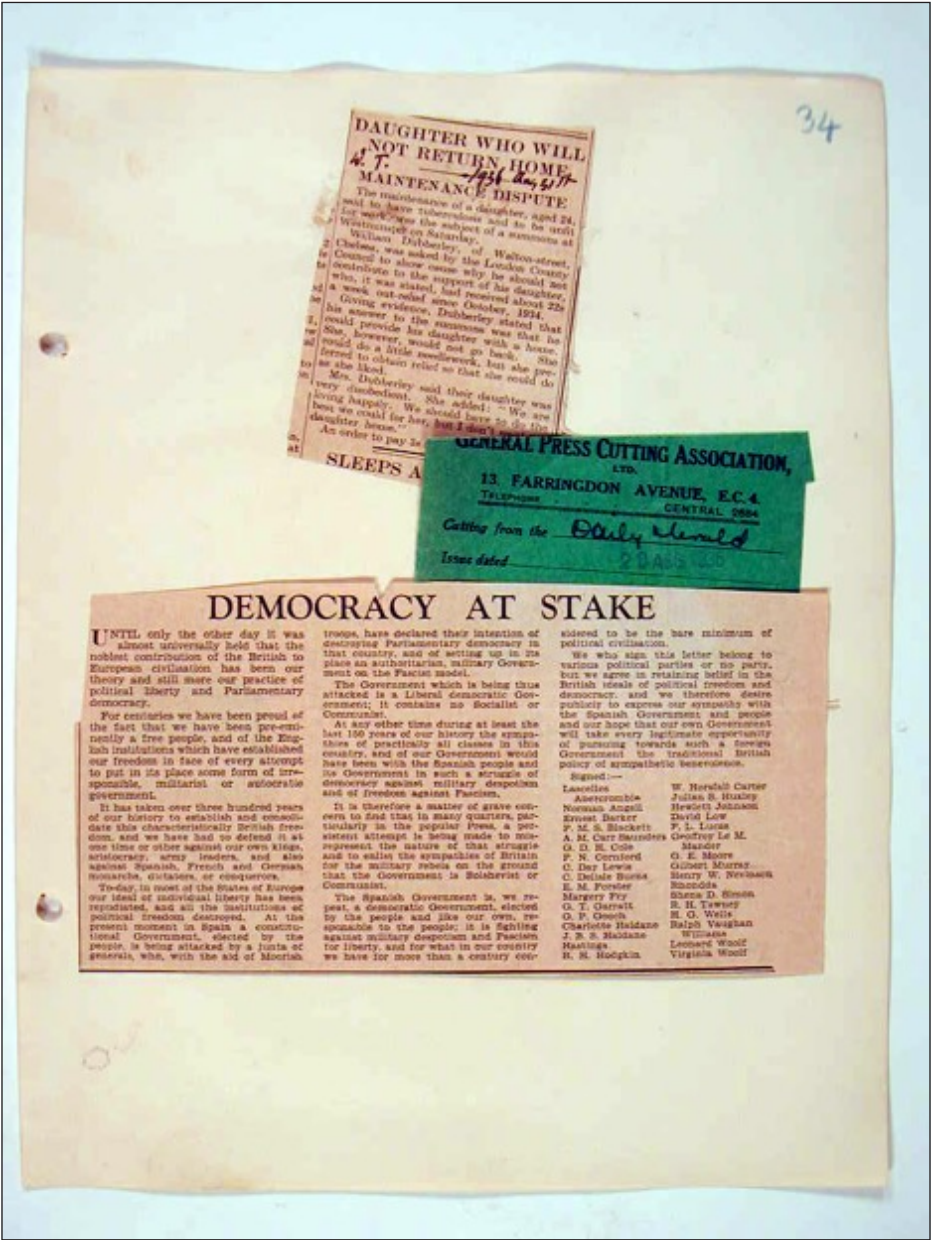 34
DAUGHTER WHO WILL
NOT RETURN HOME
W. T. 1936 Aug 31st
MAINTENANCE DISPUTE
The maintenance of a daughter, aged 24,
said to have tuberculosis and to be unfit
for work, was the subject of a summons at
Westminster on Saturday.
William Dubberley, of Walton-street,
Chelsea, was asked by the London County
Council to show cause why he should not
contribute to the support of his daughter,
who, it was stated, had received about 22s
a week out-relief since October, 1934.
Giving evidence, Dubberley stated that
his answer to the summons was that he
could provide his daughter with a home.
She, however, would not go back. She
could do a little needlework, but she pre-
ferred to obtain relief so that she could do
as she liked.
Mrs. Dubberley said their daughter was
very disobedient. She added: "We are
living happily. We should have to do the
best we could for her, but I don't
daughter home."
An order to pay
SLEEPS A
GENERAL PRESS CUTTING ASSOCIATION,
LTD.
13, FARRINGDON AVENUE, E.C.4.
TELEPHONE CENTRAL
Cutting from the Daily Herald
Issue dated AUG 1936
DEMOCRACY AT STAKE
UNTIL only the other day it was
almost universally held that the
noblest contribution of the British to
European civilisation has been our
theory and still more our practice of
political liberty and Parliamentary
democracy.
For centuries we have been proud of
the fact that we have been pre-emi-
nently a free people, and of the Eng-
lish institutions which have established
our freedom in face of every attempt
to put in its place some form of irre-
sponsible, militarist or autocratic
government.
It has taken over three hundred years
of our history to establish and consoli-
date this characteristically British free-
dom, and we have had to defend it at
one time or other against our own kings,
aristocracy, army leaders, and also
against Spanish, French and German
monarchs, dictators, or conquerors.
To-day, in most of the States of Europe
our ideal of individual liberty has been
repudiated, and all the institutions of
political freedom destroyed. At the
present moment in Spain a constitu-
tional Government, elected by the
people, is being attacked by a junta of
generals, who, with the aid of Moorish
troops, have declared their intention of
destroying Parliamentary democracy in
that country, and of setting up in its
place an authoritarian, military Govern-
ment on the Fascist model.
The Government which is being thus
attacked is a Liberal democratic Gov-
ernment; it contains no Socialist or
Communist.
At any other time during at least the
last 150 years of our history the sympa-
thies of practically all classes in this
country, and of our Government would
have been with the Spanish people and
its Government in such a struggle of
democracy against military despotism
and of freedom against Fascism.
It is therefore a matter of grave con-
cern to find that in many quarters, par-
ticularly in the popular Press, a per-
sistent attempt is being made to mis-
represent the nature of that struggle
and to enlist the sympathies of Britain
for the military rebels on the ground
that the Government is Bolshevist or
Communist.
The Spanish Government is, we re-
peat, a democratic Government, elected
by the people and like our own, re-
sponsible to the people; it is fighting
against military despotism and Fascism
for liberty, and for what in our country
we have for more than a century con-
sidered to be the bare minimum of
political civilisation.
We who sign this letter belong to
various political parties or no party,
but we agree in retaining belief in the
British ideals of political freedom and
democracy, and we therefore desire
publicly to express our sympathy with
the Spanish Government and people
and our hope that our own Government
will take every legitimate opportunity
of pursuing towards such a foreign
Government the traditional British
policy of sympathetic benevolence.
Signed:—
Lascelles
Abercrombie
Norman Angell
Ernest Barker
P. M. S. Blackett
A. M. Carr Saunders
G. D. H. Cole
F. N. Cornford
C. Day Lewis
C. Delisle Burns
E. M. Forster
Margery Fry
G. T. Garratt
G. P. Gooch
Charlotte Haldane
J. B. S. Haldane
Hastings
R. H. Hodgkin
W. Horsfall Carter
Julian S. Huxley
Hewlett Johnson
David Low
F. L. Lucas
Geoffroy Le M.
Mander
G. E. Moore
Gilbert Murray
Henry W. Nevinson
Rhondda
Shena D. Simon
R. H. Tawney
H. G. Wells
Ralph Vaughan
Williams
Leonard Woolf
Virginia Woolf